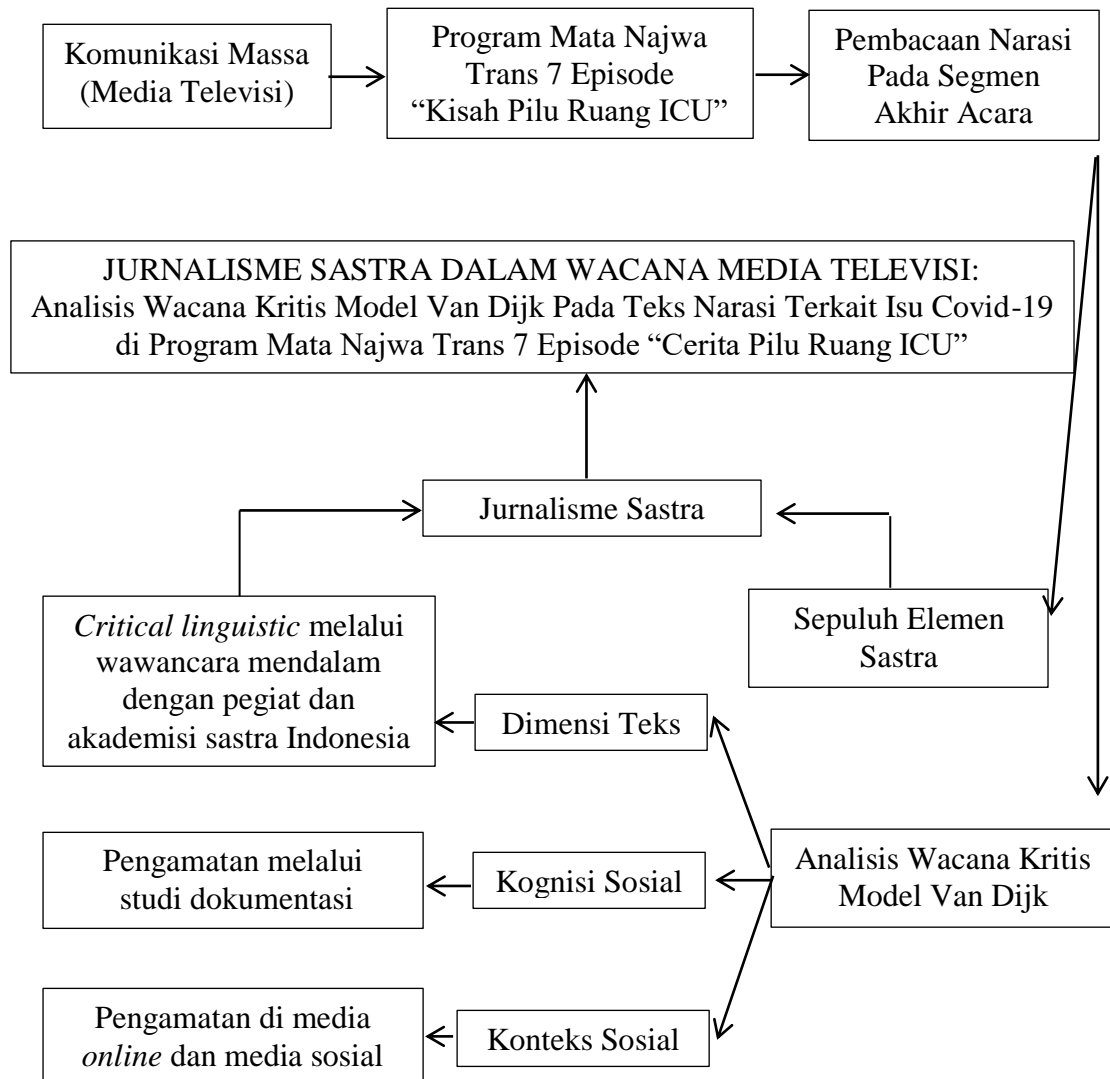 Komunikasi Massa
(Media Televisi)
Program Mata Najwa
Trans 7 Episode
“Kisah Pilu Ruang ICU”
Pembacaan Narasi
Pada Segmen
Akhir Acara
JURNALISME SASTRA DALAM WACANA MEDIA TELEVISI:
Analisis Wacana Kritis Model Van Dijk Pada Teks Narasi Terkait Isu Covid-19
di Program Mata Najwa Trans 7 Episode “Cerita Pilu Ruang ICU”
Jurnalisme Sastra
Critical linguistic melalui
wawancara mendalam
dengan pegiat dan
akademisi sastra Indonesia
Sepuluh Elemen
Sastra
Dimensi Teks
Pengamatan melalui
studi dokumentasi
Kognisi Sosial
Analisis Wacana Kritis
Model Van Dijk
Pengamatan di media
online dan media sosial
Konteks Sosial